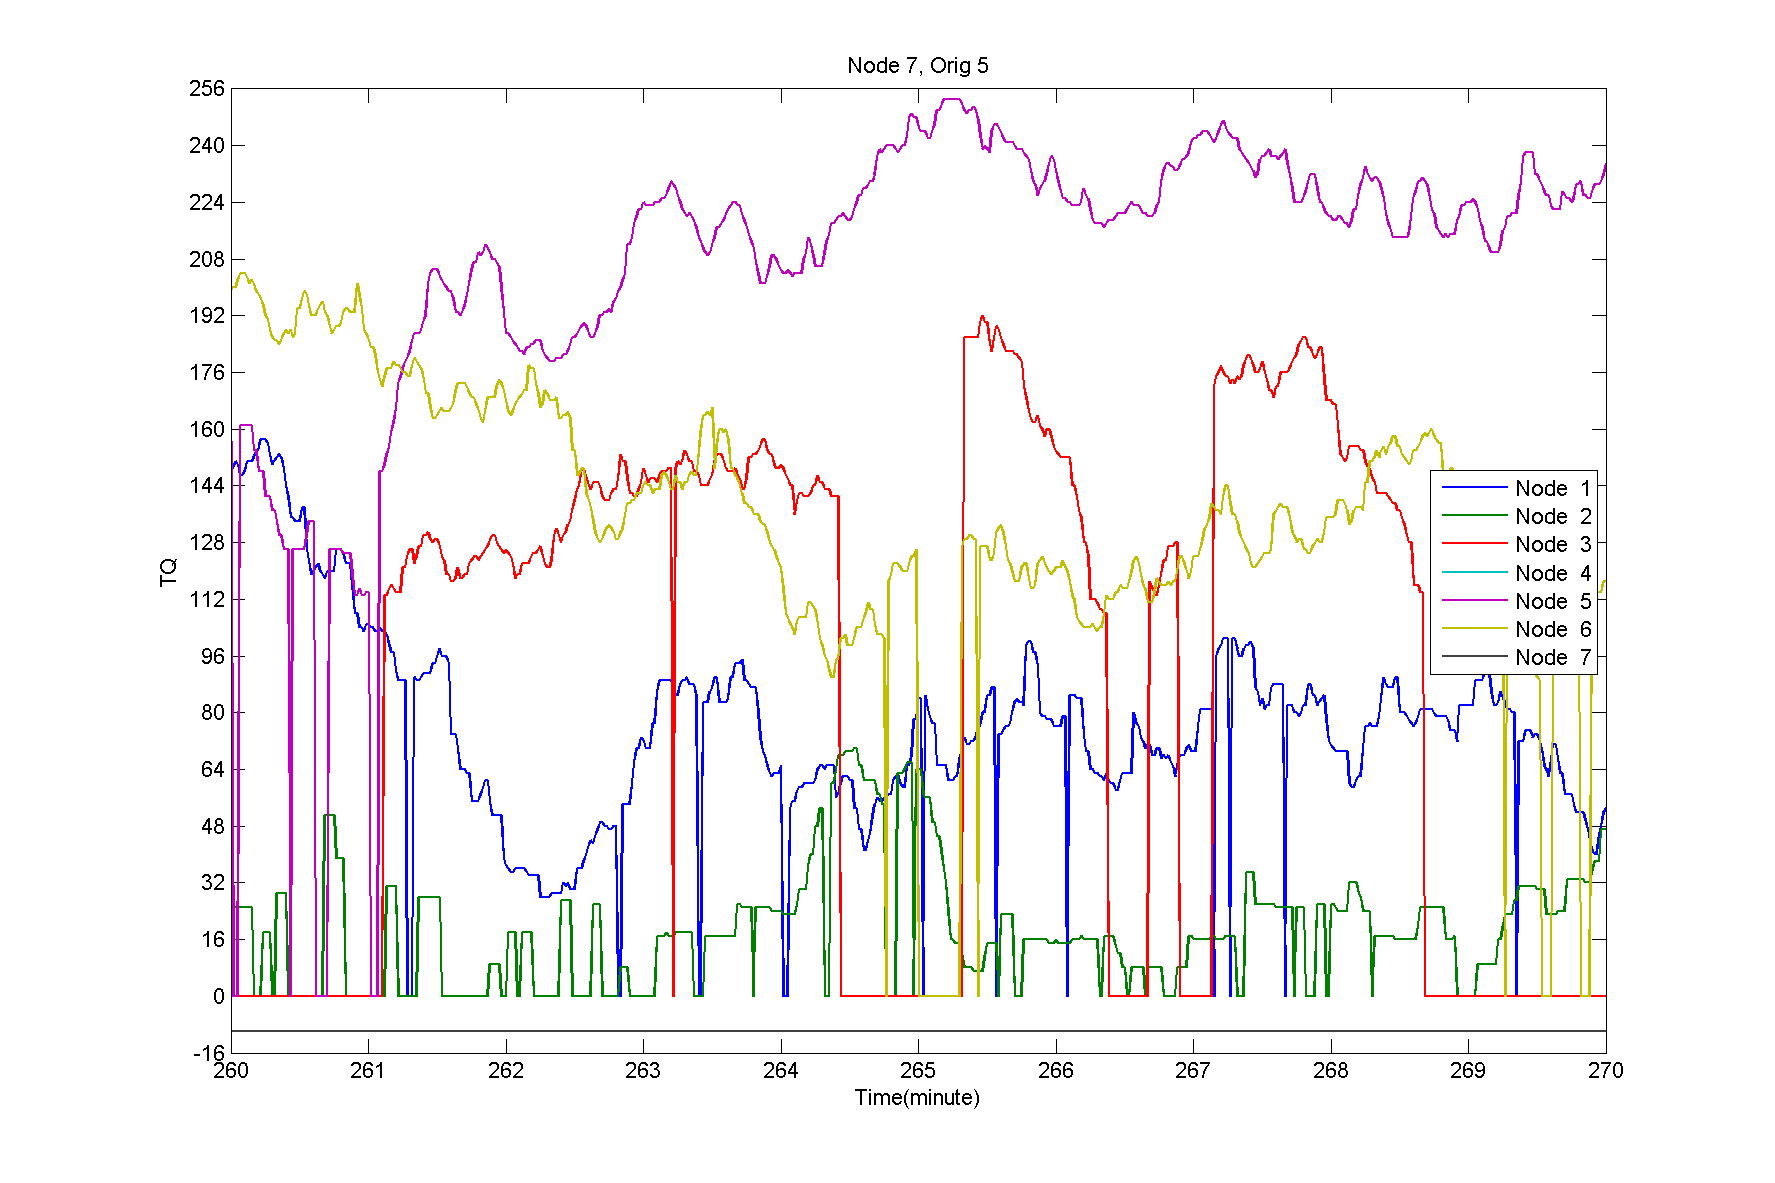 Node 7, Orig 5
256
240
224
208
192
176
160
144
128
112
96
80
64
48
32
16
0
-16
TQ
260 261 262 263 264 265 266 267 268 269 270
Time(minute)
Node 1
Node 2
Node 3
Node 4
Node 5
Node 6
Node 7